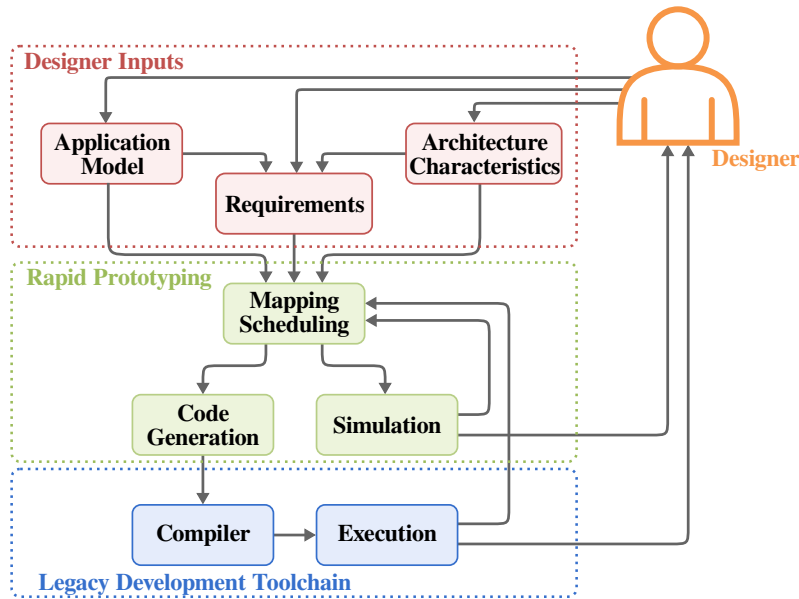 Designer Inputs
Application
Model
Architecture
Characteristics
Designer
Requirements
Rapid Prototyping
Mapping
Scheduling
Code
Generation
Simulation
Compiler
Execution
Legacy Development Toolchain